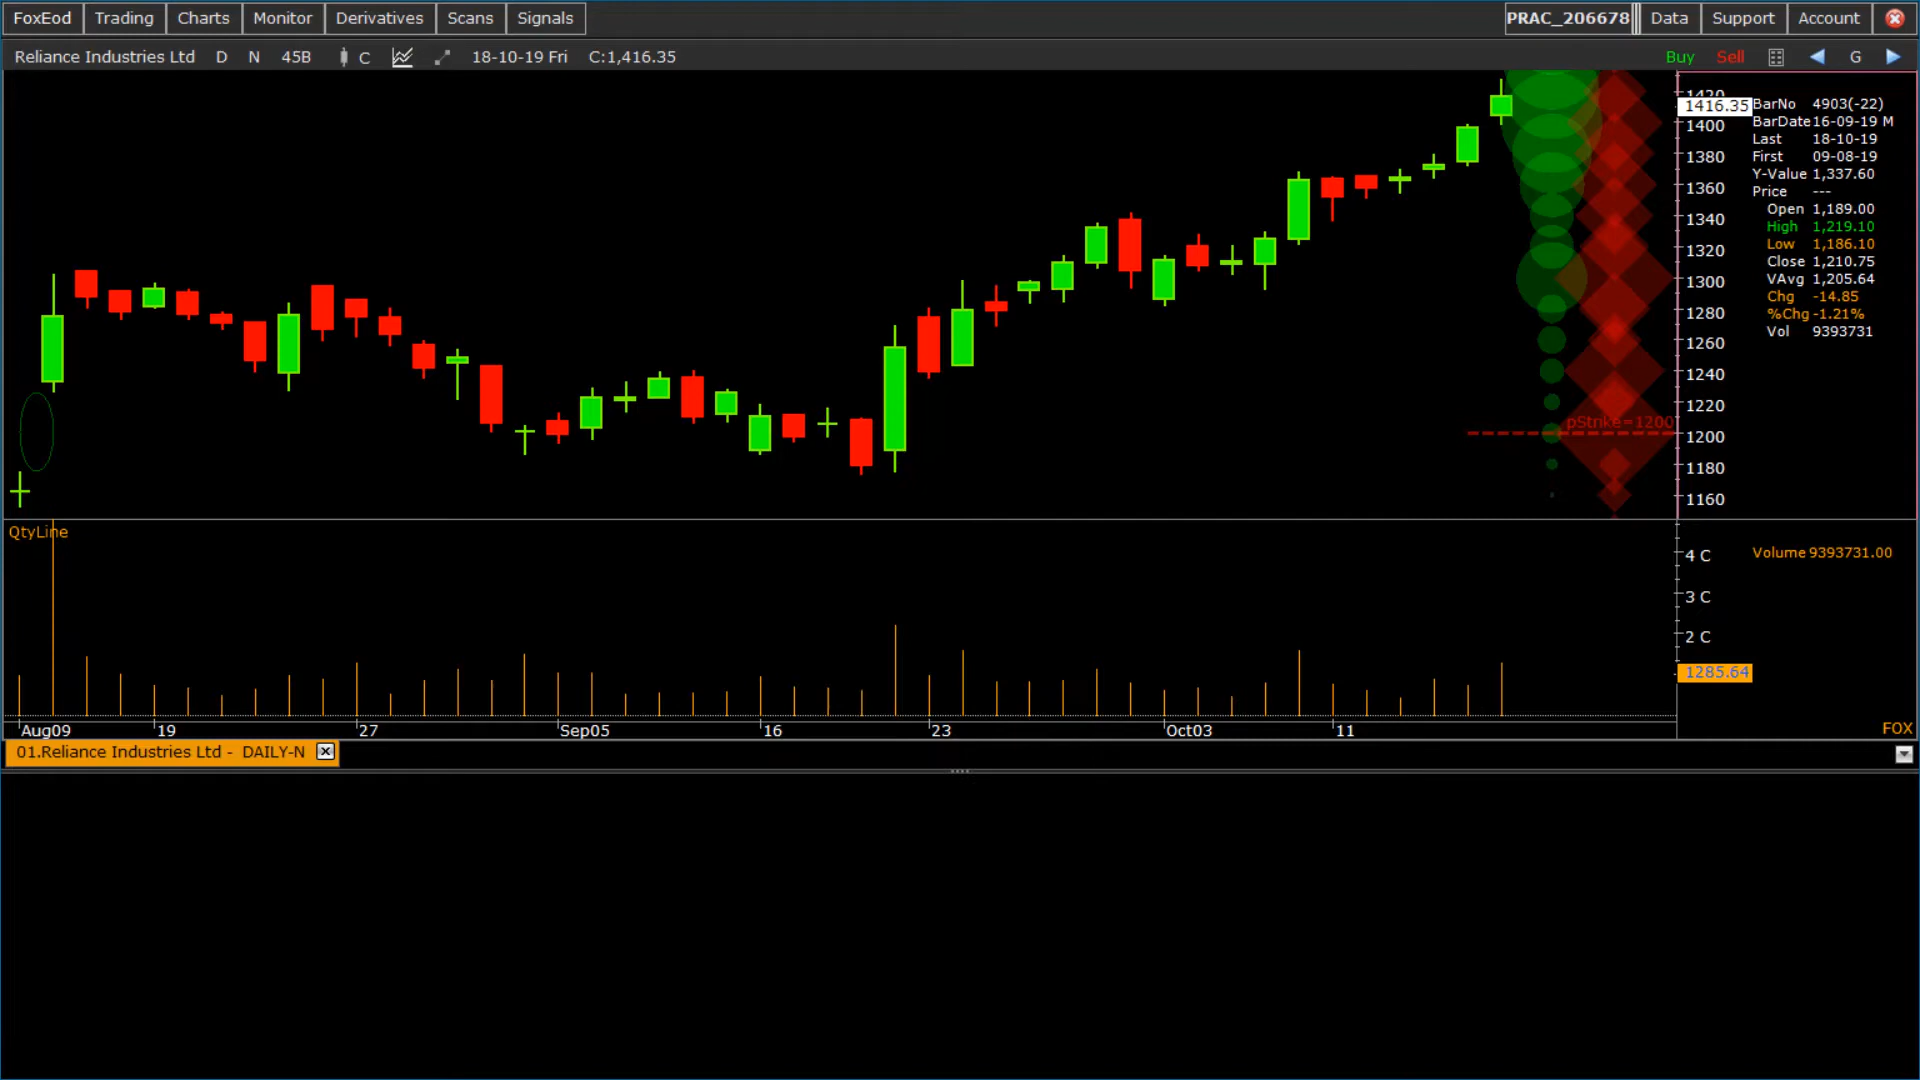 FoxEod Trading Charts Monitor Derivatives Scans Signals PRAC_206678 Data Support Account
Reliance Industries Ltd D N 45B C 18-10-19 Fri C:1,416.35 Buy Sell G
1420
1416.35
1400
1380
1360
1340
1320
1300
1280
1260
1240
1220
1200
1180
1160
pStrike=1200
BarNo 4903(-22)
BarDate 16-09-19 M
Last 18-10-19
First 09-08-19
Y-Value 1,337.60
Price ---
Open 1,189.00
High 1,219.10
Low 1,186.10
Close 1,210.75
VAvg 1,205.64
Chg -14.85
%Chg -1.21%
Vol 9393731
QtyLine
4 C
3 C
2 C
1285.64
Volume 9393731.00
Aug09 19 27 Sep05 16 23 Oct03 11
FOX
01.Reliance Industries Ltd - DAILY-N